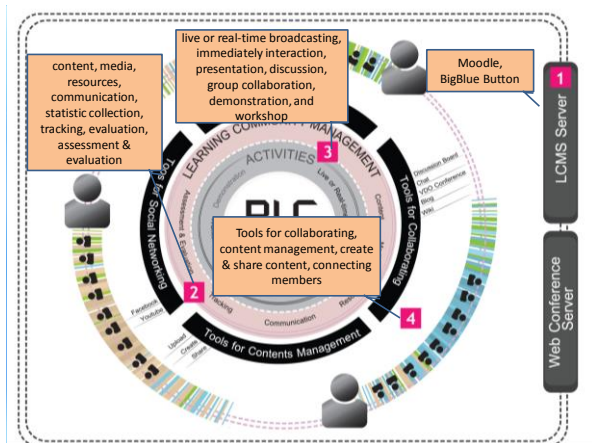 live or real-time broadcasting,
immediately interaction,
presentation, discussion,
group collaboration,
demonstration, and
workshop
content, media,
resources,
communication,
statistic collection,
tracking, evaluation,
assessment &
evaluation
Moodle,
BigBlue Button
1
LCMS Server
Web Conference
Server
LEARNING COMMUNITY MANAGEMENT
ACTIVITIES
3
Demonstration
Live or Real-time
Tools for Social Networking
Assessment & Evaluation
Tools for Collaborating
Discussion Board
Chat
VDO Conference
Blog
Wiki
Tools for collaborating,
content management, create
& share content, connecting
members
2
4
Tracking
Communication
Facebook
Youtube
Tools for Contents Management
Upload
Create
Share